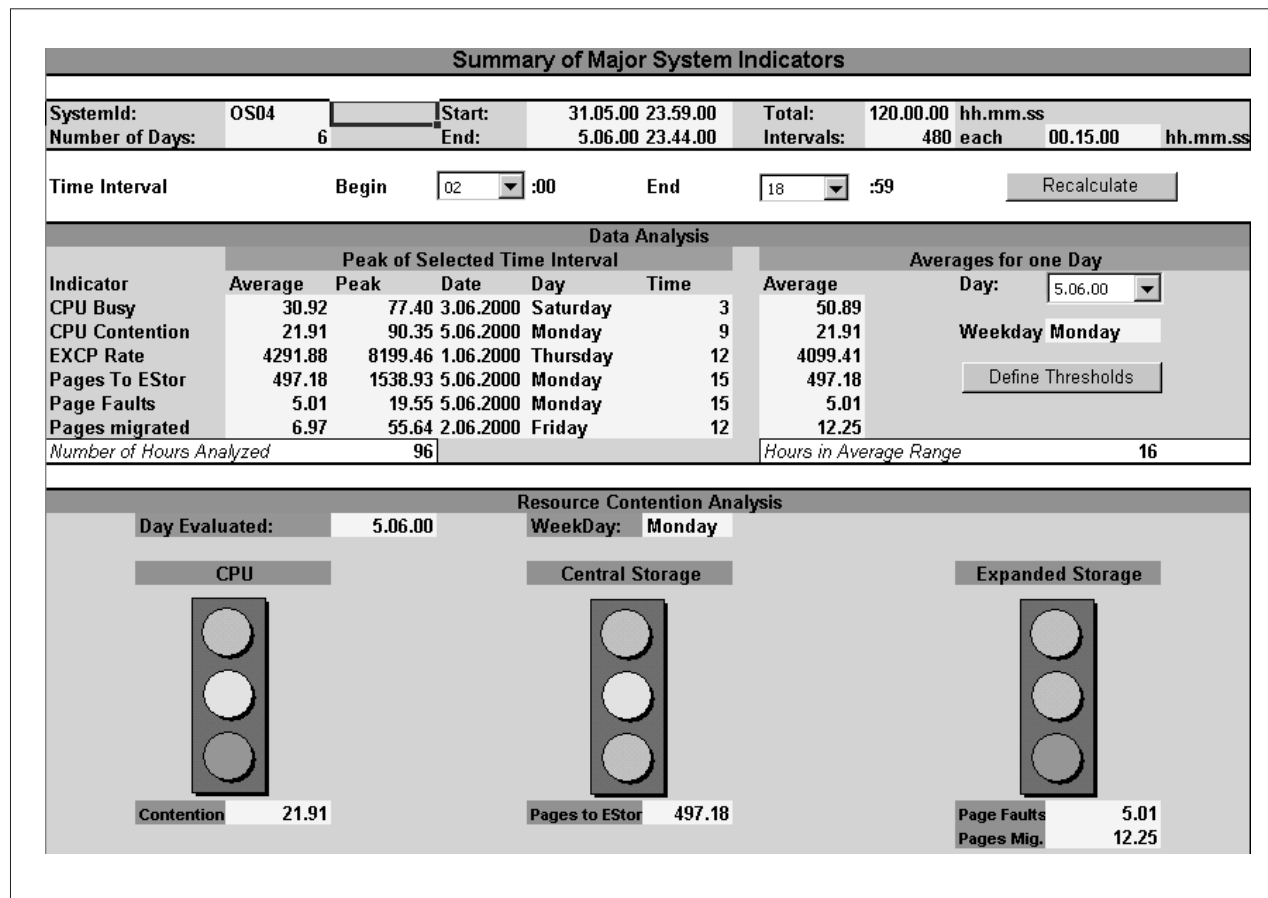 Summary of Major System Indicators
SystemId: OS04 Start: 31.05.00 23.59.00 Total: 120.00.00 hh.mm.ss
Number of Days: 6 End: 5.06.00 23.44.00 Intervals: 480 each 00.15.00 hh.mm.ss
Time Interval Begin 02 :00 End 18 :59 Recalculate
Data Analysis
Peak of Selected Time Interval Averages for one Day
Indicator Average Peak Date Day Time Average Day: 5.06.00
CPU Busy 30.92 77.40 3.06.2000 Saturday 3 50.89
CPU Contention 21.91 90.35 5.06.2000 Monday 9 21.91 Weekday Monday
EXCP Rate 4291.88 8199.46 1.06.2000 Thursday 12 4099.41
Pages To EStor 497.18 1538.93 5.06.2000 Monday 15 497.18 Define Thresholds
Page Faults 5.01 19.55 5.06.2000 Monday 15 5.01
Pages migrated 6.97 55.64 2.06.2000 Friday 12 12.25
Number of Hours Analyzed 96 Hours in Average Range 16
Resource Contention Analysis
Day Evaluated: 5.06.00 WeekDay: Monday
CPU Central Storage Expanded Storage
Contention 21.91 Pages to EStor 497.18 Page Faults 5.01
Pages Mig. 12.25